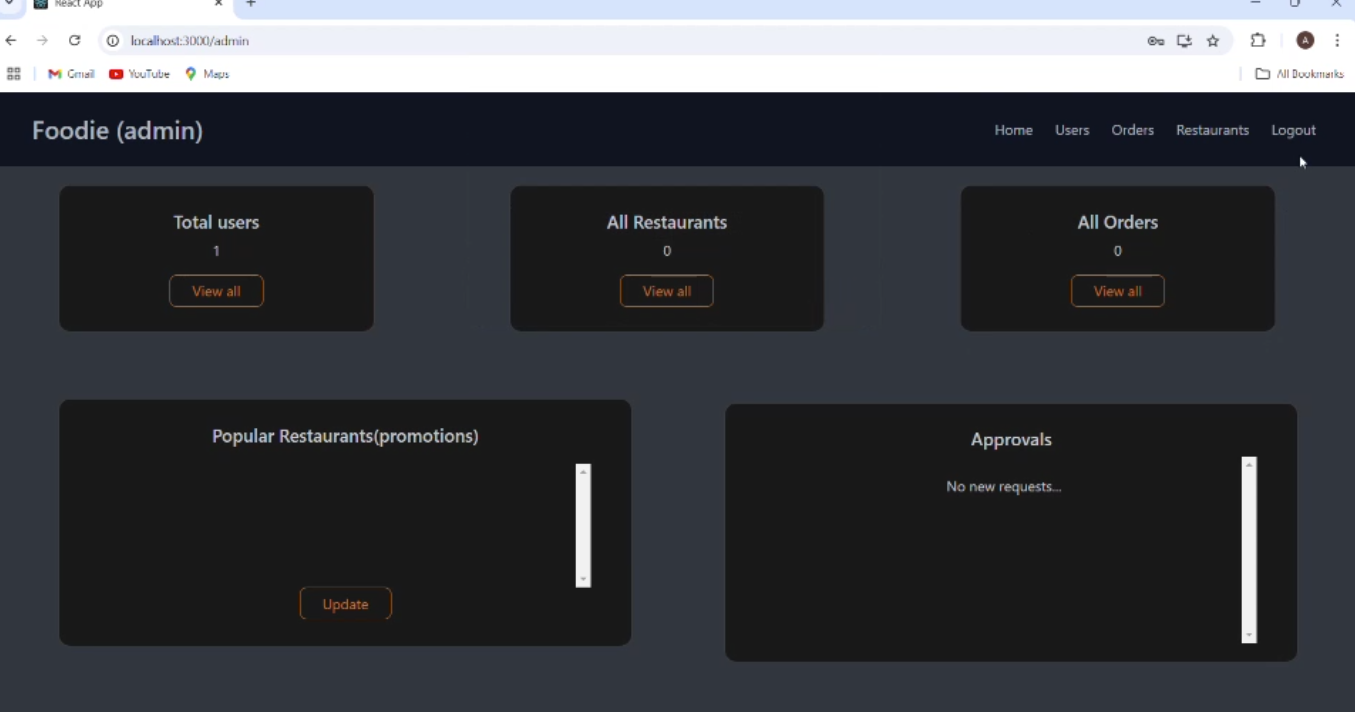 React App
localhost:3000/admin
A
Gmail YouTube Maps All Bookmarks
Foodie (admin) Home Users Orders Restaurants Logout
Total users
1
View all
All Restaurants
0
View all
All Orders
0
View all
Popular Restaurants(promotions)
Update
Approvals
No new requests...